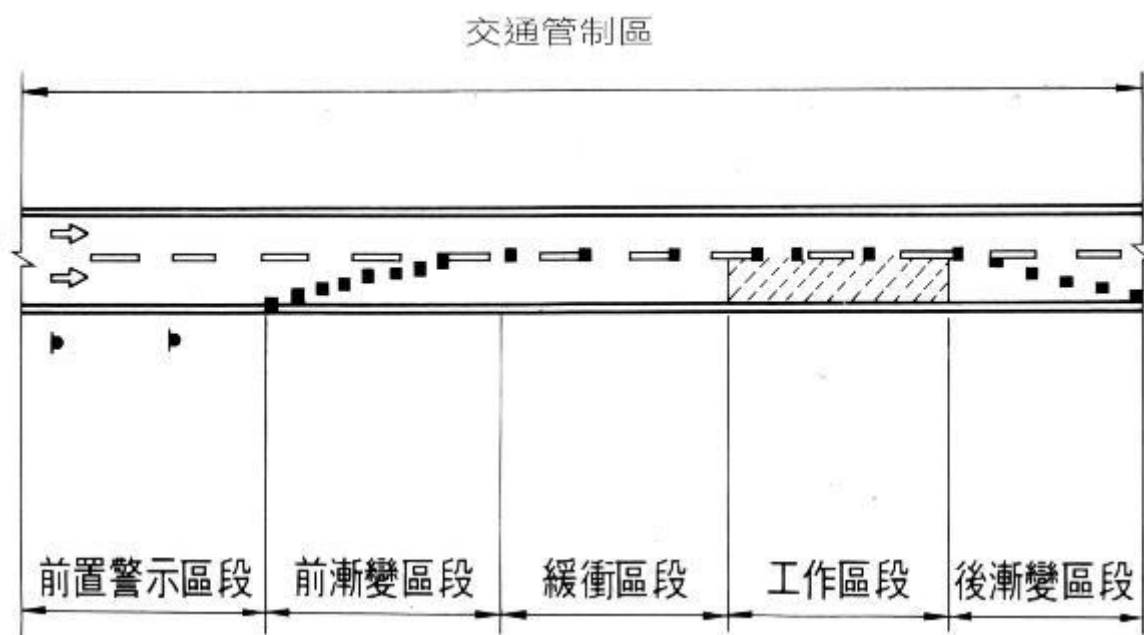 交通管制區
前置警示區段
前漸變區段
緩衝區段
工作區段
後漸變區段